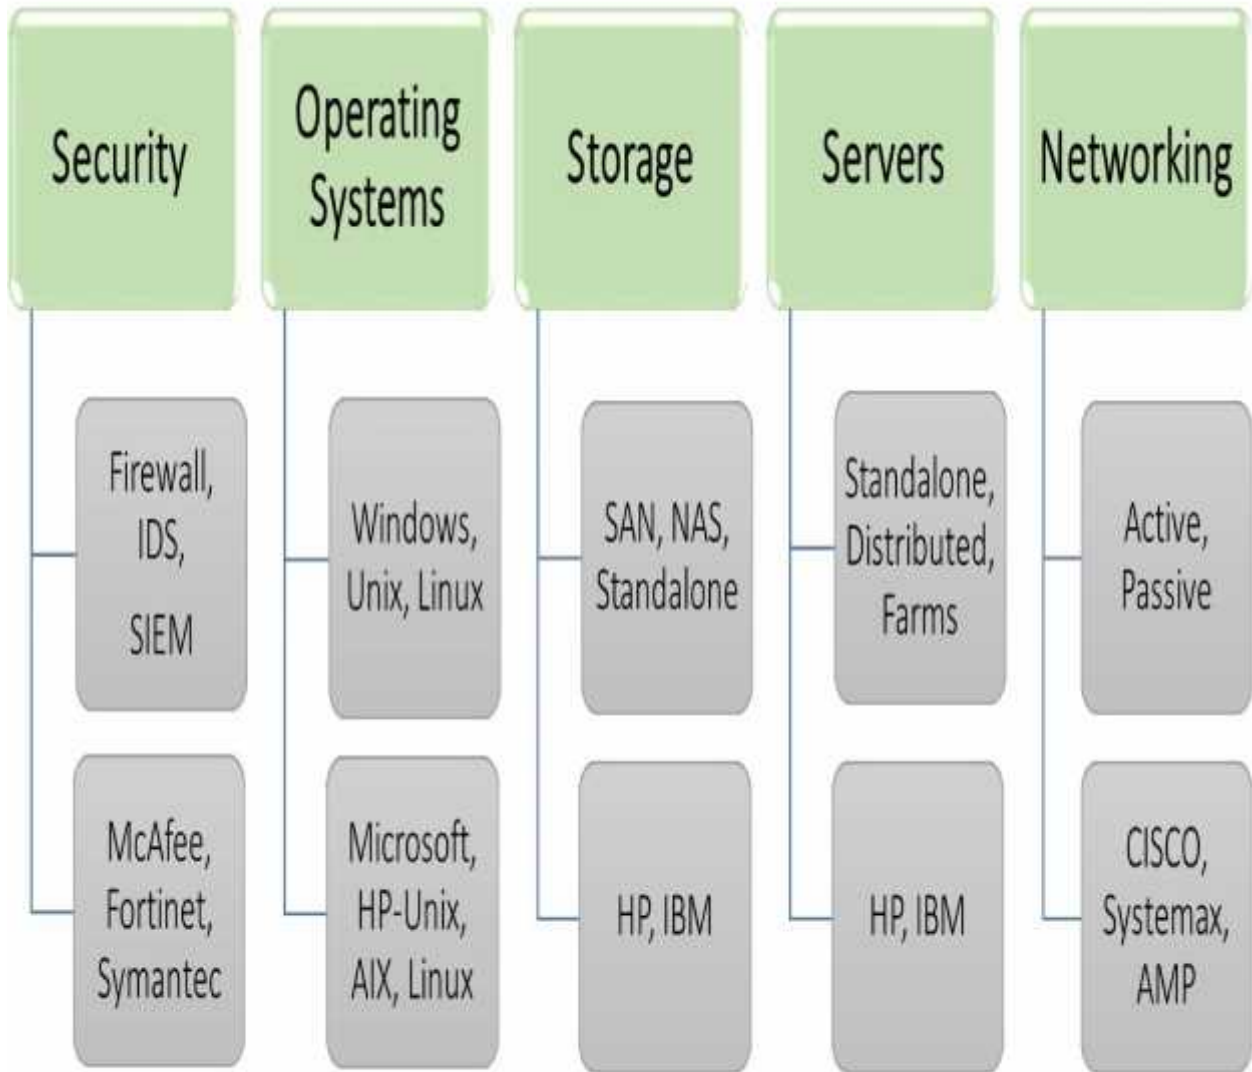 Security
Operating
Systems
Storage
Servers
Networking
Firewall,
IDS,
SIEM
Windows,
Unix, Linux
SAN, NAS,
Standalone
Standalone,
Distributed,
Farms
Active,
Passive
McAfee,
Fortinet,
Symantec
Microsoft,
HP-Unix,
AIX, Linux
HP, IBM
HP, IBM
CISCO,
Systemax,
AMP